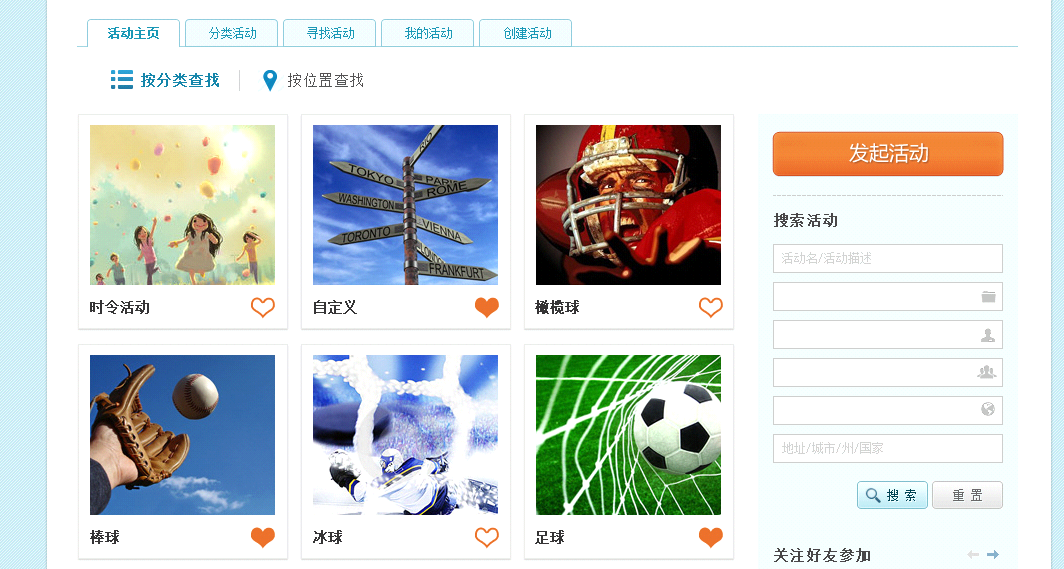 活动主页
分类活动
寻找活动
我的活动
创建活动
按分类查找
按位置查找
RIO
TOKYO
PARIS
ROME
WASHINGTON
VIENNA
TORONTO
FRANKFURT
时令活动
自定义
橄榄球
棒球
冰球
足球
发起活动
搜索活动
活动名/活动描述
地址/城市/州/国家
搜 索
重 置
关注好友参加